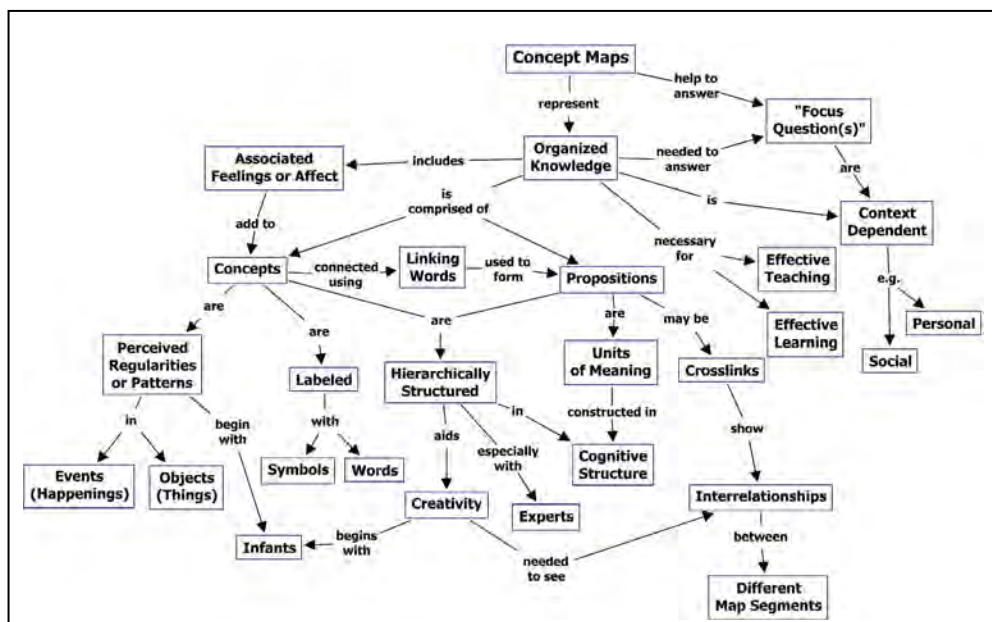 Concept Maps
help to
answer
represent
"Focus
Question(s)"
Organized
Knowledge
needed to
answer
Associated
Feelings or Affect
includes
are
is
comprised of
is
Context
Dependent
add to
necessary
for
Concepts
connected
using
Linking
Words
used to
form
Propositions
Effective
Teaching
e.g.
are
are
are
are
may be
Personal
Effective
Learning
Social
Perceived
Regularities
or Patterns
Labeled
Hierarchically
Structured
Units
of Meaning
Crosslinks
in
begin
with
with
in
constructed in
aids
especially
with
show
Events
(Happenings)
Objects
(Things)
Symbols
Words
Cognitive
Structure
Creativity
Experts
Interrelationships
Infants
begins
with
needed
to see
between
Different
Map Segments